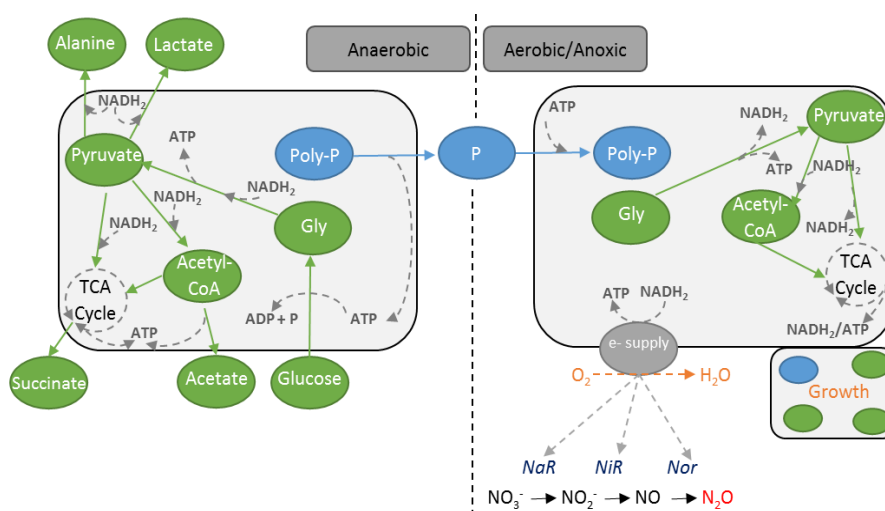 Anaerobic
Aerobic/Anoxic
Alanine
Lactate
NADH2
Pyruvate
ATP
NADH2
NADH2
NADH2
Poly-P
Gly
Acetyl-
CoA
TCA
Cycle
ATP
ADP + P
ATP
Succinate
Acetate
Glucose
P
ATP
Poly-P
Gly
NADH2
ATP
Pyruvate
NADH2
Acetyl-
CoA
NADH2
TCA
Cycle
NADH2/ATP
ATP
NADH2
e- supply
O2
H2O
Growth
NaR
NiR
Nor
NO3- NO2- NO N2O